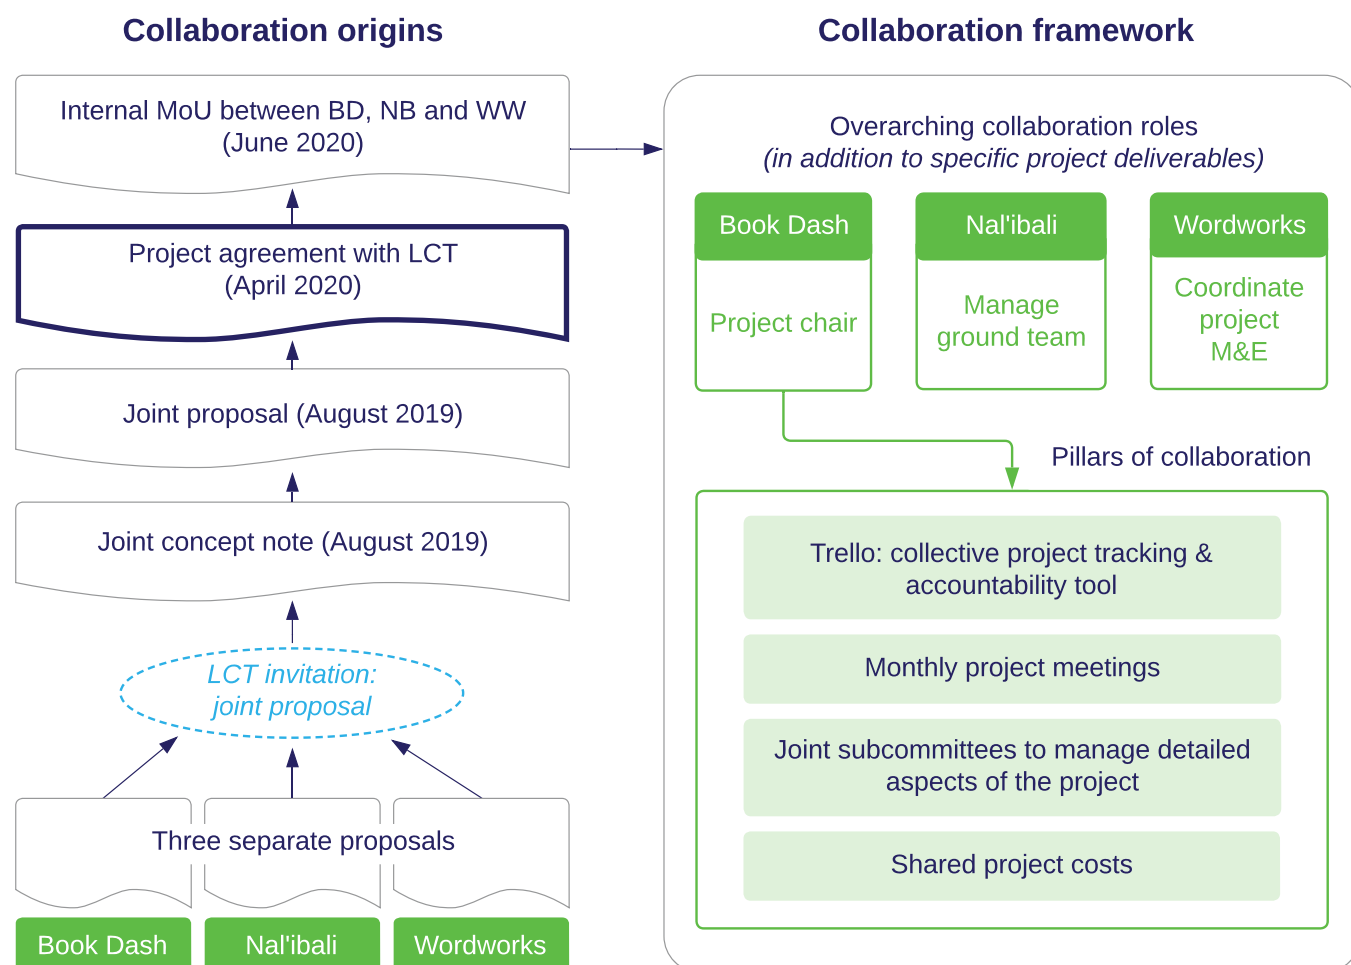 Collaboration origins
Internal MoU between BD, NB and WW
(June 2020)
Project agreement with LCT
(April 2020)
Joint proposal (August 2019)
Joint concept note (August 2019)
LCT invitation:
joint proposal
Three separate proposals
Book Dash
Nal'ibali
Wordworks
Collaboration framework
Overarching collaboration roles
(in addition to specific project deliverables)
Book Dash
Project chair
Nal'ibali
Manage
ground team
Wordworks
Coordinate
project
M&E
Pillars of collaboration
Trello: collective project tracking &
accountability tool
Monthly project meetings
Joint subcommittees to manage detailed
aspects of the project
Shared project costs